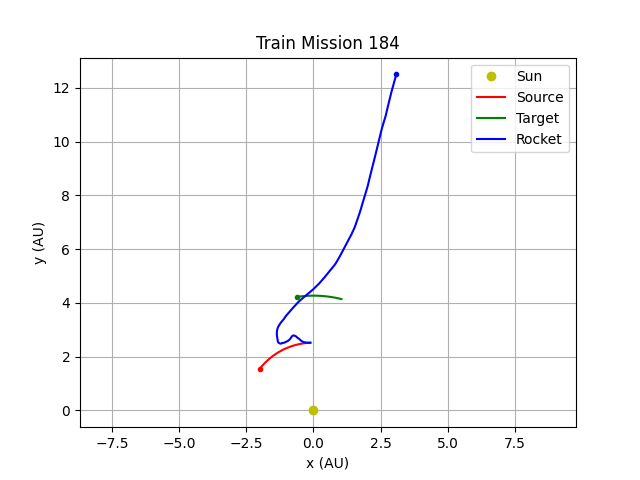 Train Mission 184
Sun
Source
Target
Rocket
12
10
8
6
4
2
0
y (AU)
−7.5 −5.0 −2.5 0.0 2.5 5.0 7.5
x (AU)